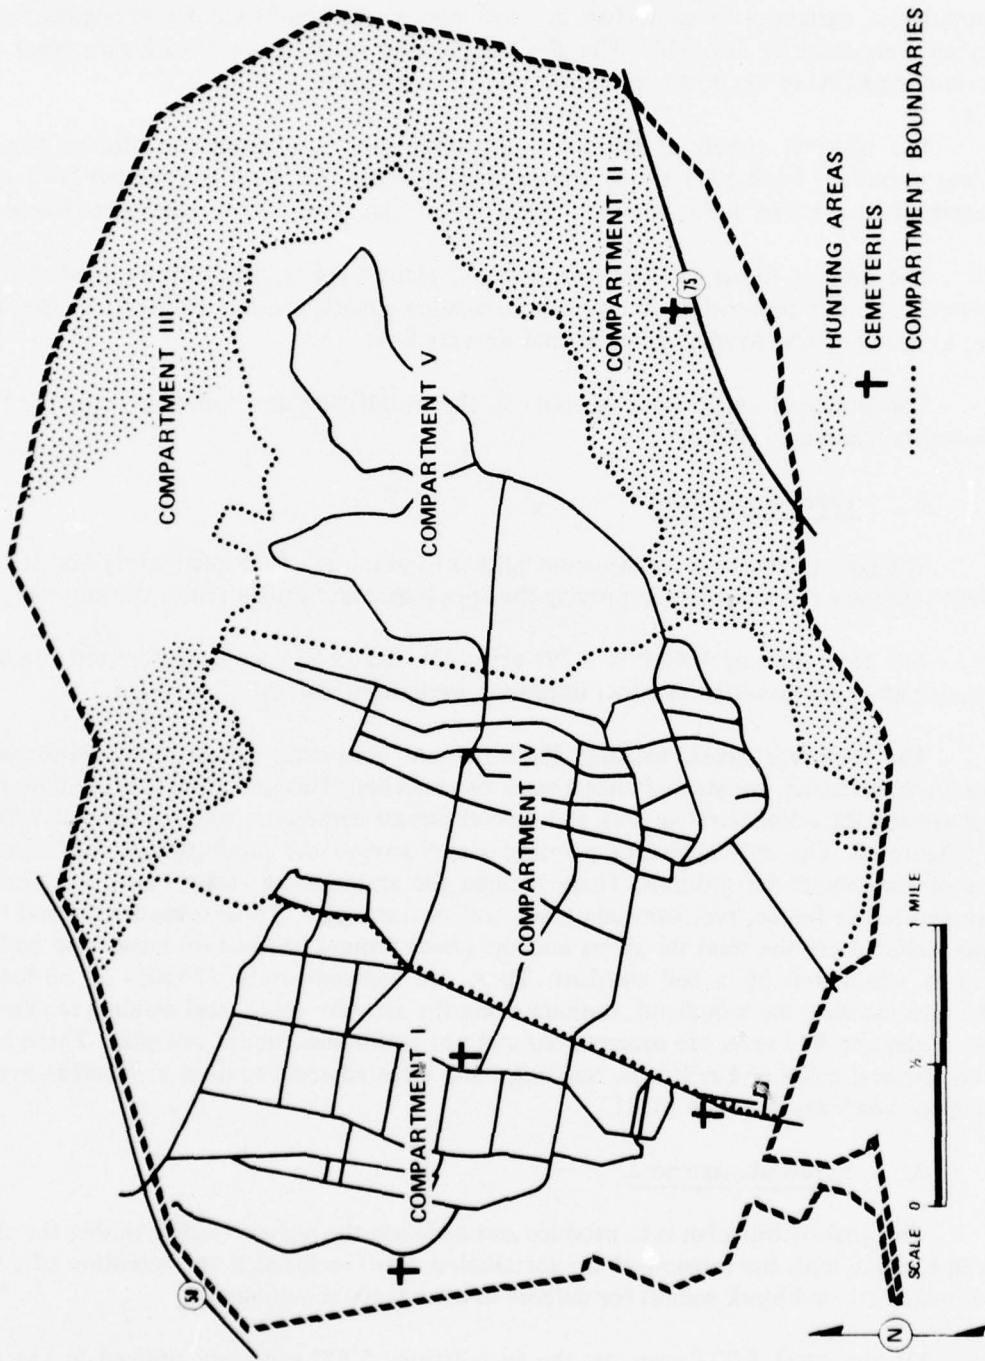 COMPARTMENT III
COMPARTMENT II
COMPARTMENT V
COMPARTMENT IV
COMPARTMENT I
50
75
HUNTING AREAS
CEMETERIES
COMPARTMENT BOUNDARIES
SCALE 0 ½ 1 MILE
N